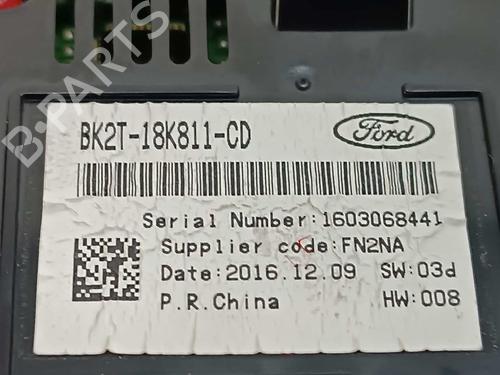 BK2T-18K811-CD
Ford
Serial Number:1603068441
Supplier code:FN2NA
Date:2016.12.09 SW:03d
P.R.China HW:008
B-PARTS
B-PARTS